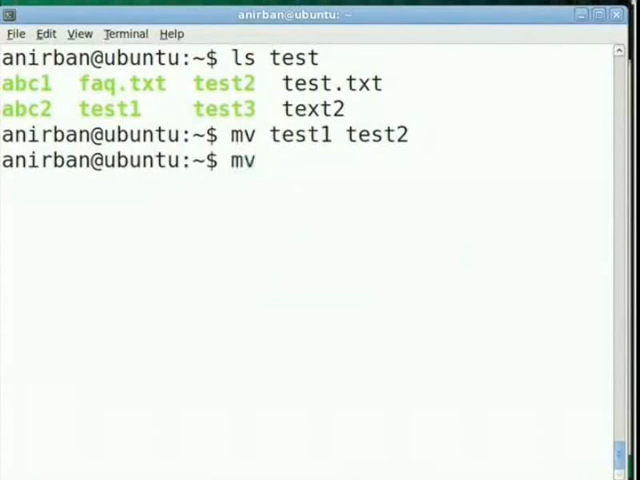 anirban@ubuntu: ~
File Edit View Terminal Help
anirban@ubuntu:~$ ls test
abc1 faq.txt test2 test.txt
abc2 test1 test3 text2
anirban@ubuntu:~$ mv test1 test2
anirban@ubuntu:~$ mv